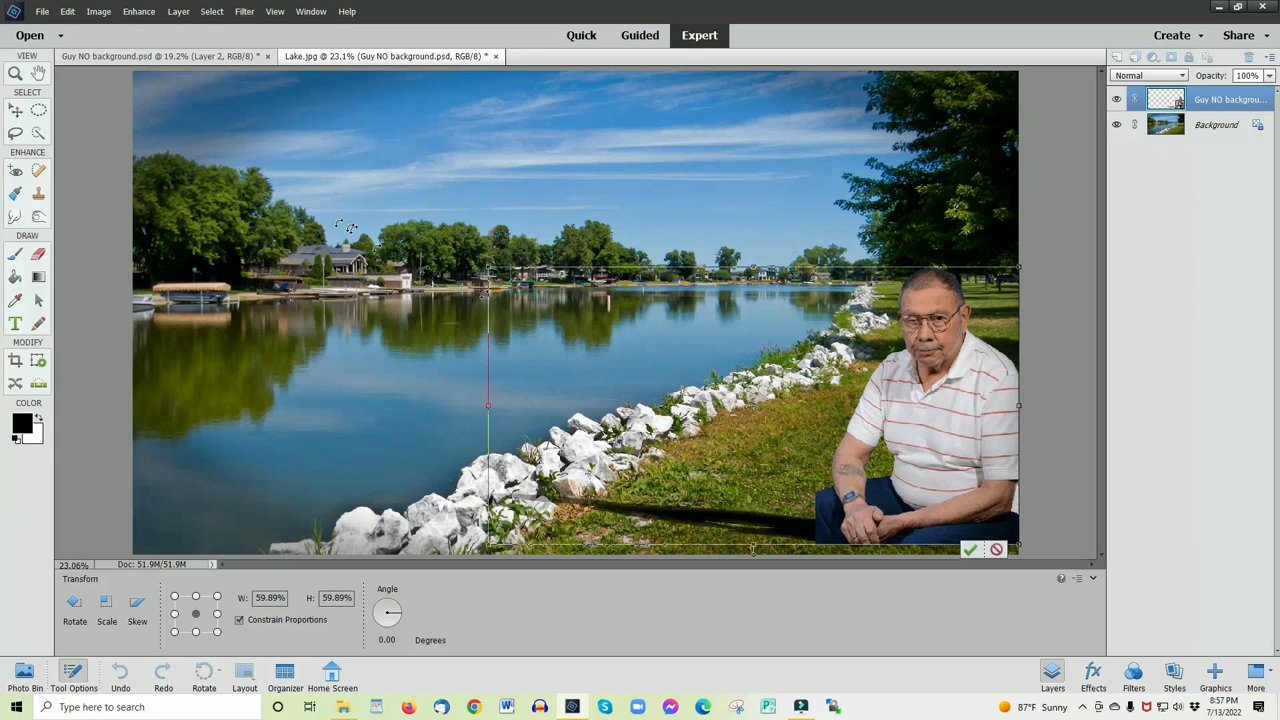 File Edit Image Enhance Layer Select Filter View Window Help
Open Quick Guided Expert Create Share
VIEW Guy NO background.psd @ 19.2% (Layer 2, RGB/8) * × Lake.jpg @ 23.1% (Guy NO background.psd, RGB/8) * ×
Normal Opacity: 100%
SELECT
Guy NO backgrou...
Background
ENHANCE
DRAW
MODIFY
COLOR
23.06% Doc: 51.9M/51.9M
Transform
Angle
W: 59.89% H: 59.89%
Rotate Scale Skew
Constrain Proportions
0.00 Degrees
Photo Bin Tool Options Undo Redo Rotate Layout Organizer Home Screen Layers Effects Filters Styles Graphics More
Type here to search
87°F Sunny
8:57 PM
7/13/2022